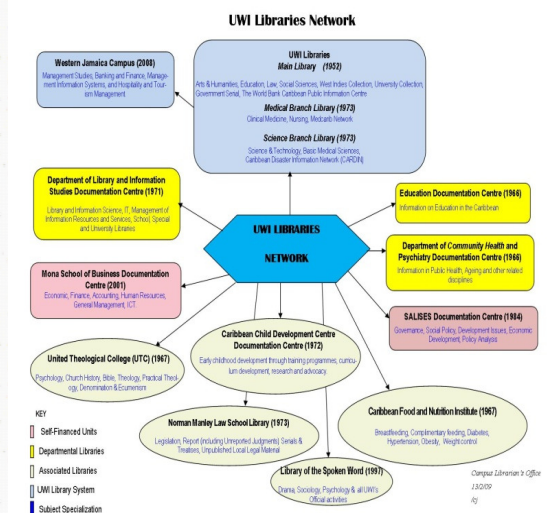 UWI Libraries Network
Western Jamaica Campus (2008)
Management Studies, Banking and Finance, Manage-
ment Information Systems, and Hospitality and Tour-
ism Management
UWI Libraries
Main Library (1952)
Arts & Humanities, Education, Law, Social Sciences, West Indies Collection, University Collection,
Government Serial, The World Bank Caribbean Public Information Centre
Medical Branch Library (1973)
Clinical Medicine, Nursing, Medcarib Network
Science Branch Library (1973)
Science & Technology, Basic Medical Sciences,
Caribbean Disaster Information Network (CARDIN)
Department of Library and Information
Studies Documentation Centre (1971)
Library and Information Science, IT, Management of
Information Resources and Services, School, Special
and University Libraries
Education Documentation Centre (1966)
Information on Education in the Caribbean
UWI LIBRARIES
NETWORK
Department of Community Health and
Psychiatry Documentation Centre
(1966)
Information in Public Health, Ageing and other related
disciplines
Mona School of Business Documentation
Centre (2001)
Economic, Finance, Accounting, Human Resources,
General Management, ICT
SALISES Documentation Centre (1984)
Governance, Social Policy, Development Issues, Economic
Development, Policy Analysis
Caribbean Child Development Centre
Documentation Centre (1972)
Early childhood development through training programmes, curricu-
lum development, research and advocacy.
United Theological College (UTC) (1967)
Psychology, Church History, Bible, Theology, Practical Theol-
ogy, Denomination & Ecumenism
Caribbean Food and Nutrition Institute (1967)
Breastfeeding, Complimentary feeding, Diabetes,
Hypertension, Obesity, Weight control
Norman Manley Law School Library (1973)
Legislation, Report (including Unreported Judgments) Serials &
Treatises, Unpublished Local Legal Material
Library of the Spoken Word (1997)
Drama, Sociology, Psychology & all UWI's
Official activities
KEY
Self-Financed Units
Departmental Libraries
Associated Libraries
UWI Library System
Subject Specialization
Campus Librarian's Office
13/2/09